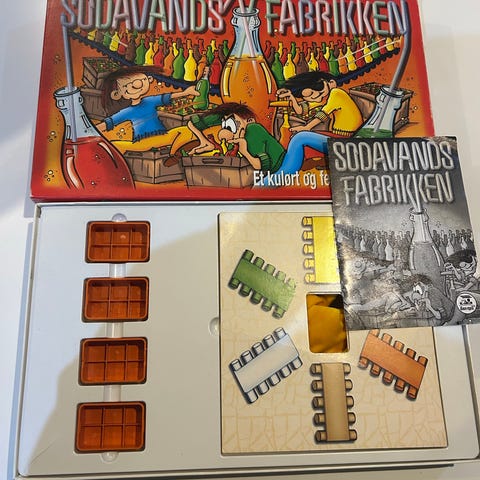 SODAVANDS FABRIKKEN
Et kulørt og fe
SODAVANDS
FABRIKKEN